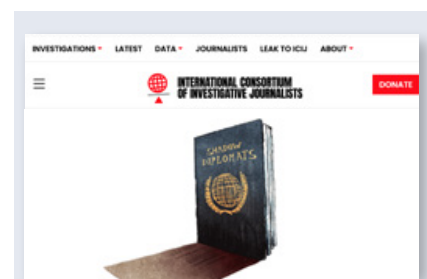 INVESTIGATIONS LATEST DATA JOURNALISTS LEAK TO ICIJ ABOUT
INTERNATIONAL CONSORTIUM
OF INVESTIGATIVE JOURNALISTS
DONATE
SHADOW
DIPLOMATS